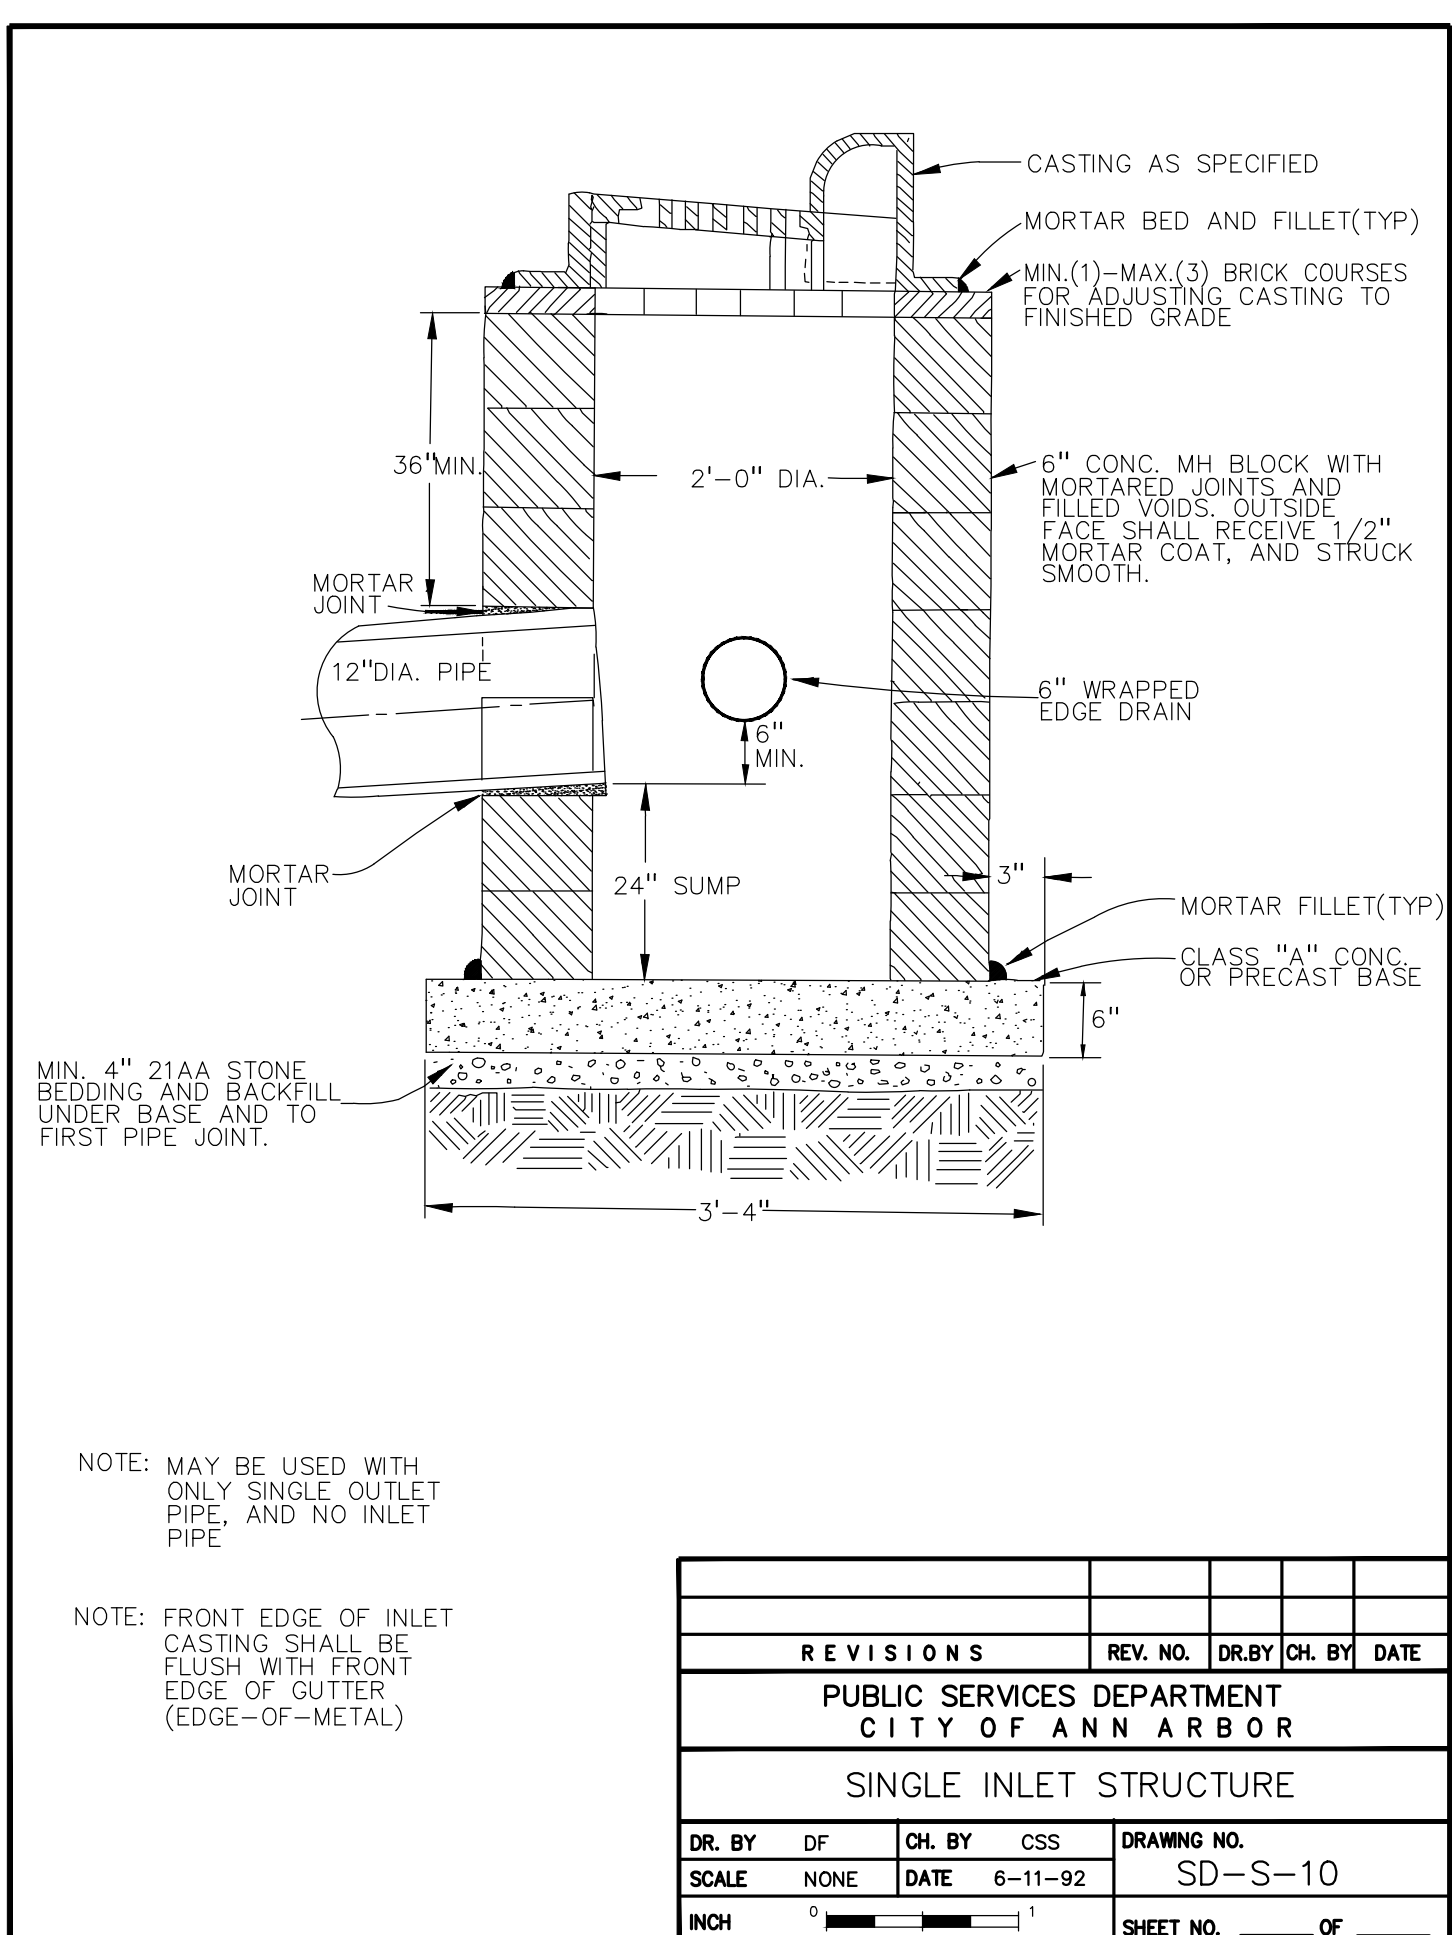 CASTING AS SPECIFIED
MORTAR BED AND FILLET(TYP)
MIN.(1)-MAX.(3) BRICK COURSES
FOR ADJUSTING CASTING TO
FINISHED GRADE
36"MIN.
2'-0" DIA.
6" CONC. MH BLOCK WITH
MORTARED JOINTS AND
FILLED VOIDS. OUTSIDE
FACE SHALL RECEIVE 1/2"
MORTAR COAT, AND STRUCK
SMOOTH.
MORTAR
JOINT
12"DIA. PIPE
6" WRAPPED
EDGE DRAIN
6"
MIN.
MORTAR
JOINT
24" SUMP
3"
MORTAR FILLET(TYP)
CLASS "A" CONC.
OR PRECAST BASE
6"
MIN. 4" 21AA STONE
BEDDING AND BACKFILL
UNDER BASE AND TO
FIRST PIPE JOINT.
3'-4"
NOTE: MAY BE USED WITH
ONLY SINGLE OUTLET
PIPE, AND NO INLET
PIPE
NOTE: FRONT EDGE OF INLET
CASTING SHALL BE
FLUSH WITH FRONT
EDGE OF GUTTER
(EDGE-OF-METAL)
REVISIONS REV. NO. DR.BY CH. BY DATE
PUBLIC SERVICES DEPARTMENT
CITY OF ANN ARBOR
SINGLE INLET STRUCTURE
DR. BY DF CH. BY CSS DRAWING NO.
SCALE NONE DATE 6-11-92 SD-S-10
INCH 0 1 SHEET NO. ______ OF ______